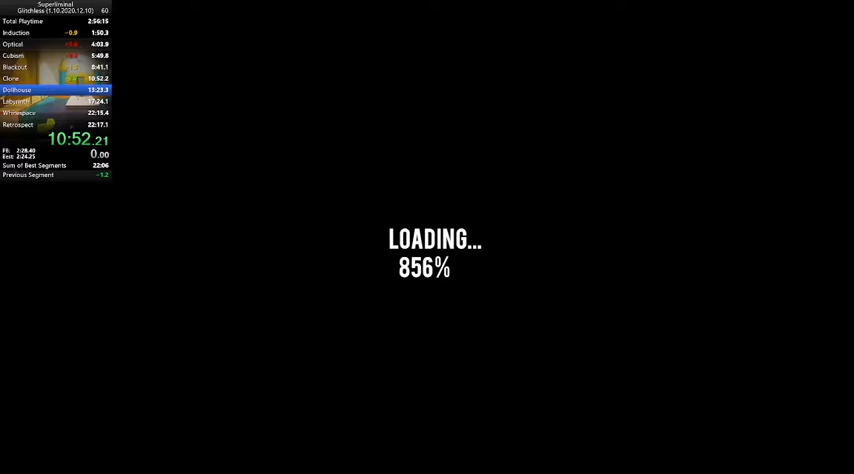 Superliminal
Glitchless (1.10.2020.12.10) 60
Total Playtime 2:56:15
Induction −0.9 1:50.3
Optical 4:03.9
Cubism 5:49.8
Blackout 8:41.1
Clone 10:52.2
Dollhouse 13:23.3
Labyrinth 17:24.1
Whitespace 22:15.4
Retrospect 22:17.1
10:52.21
PB: 2:28.40
Best: 2:24.25
0.00
Sum of Best Segments 22:06
Previous Segment −1.2
LOADING...
856%